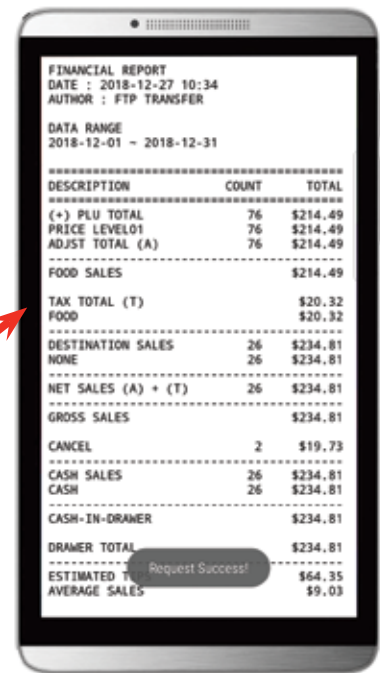 FINANCIAL REPORT
DATE : 2018-12-27 10:34
AUTHOR : FTP TRANSFER
DATA RANGE
2018-12-01 ~ 2018-12-31
DESCRIPTION COUNT TOTAL
(+) PLU TOTAL 76 $214.49
PRICE LEVEL01 76 $214.49
ADJST TOTAL (A) 76 $214.49
FOOD SALES $214.49
TAX TOTAL (T) $20.32
FOOD $20.32
DESTINATION SALES 26 $234.81
NONE 26 $234.81
NET SALES (A) + (T) 26 $234.81
GROSS SALES $234.81
CANCEL 2 $19.73
CASH SALES 26 $234.81
CASH 26 $234.81
CASH-IN-DRAWER $234.81
DRAWER TOTAL $234.81
Request Success!
ESTIMATED $64.35
AVERAGE SALES $9.03